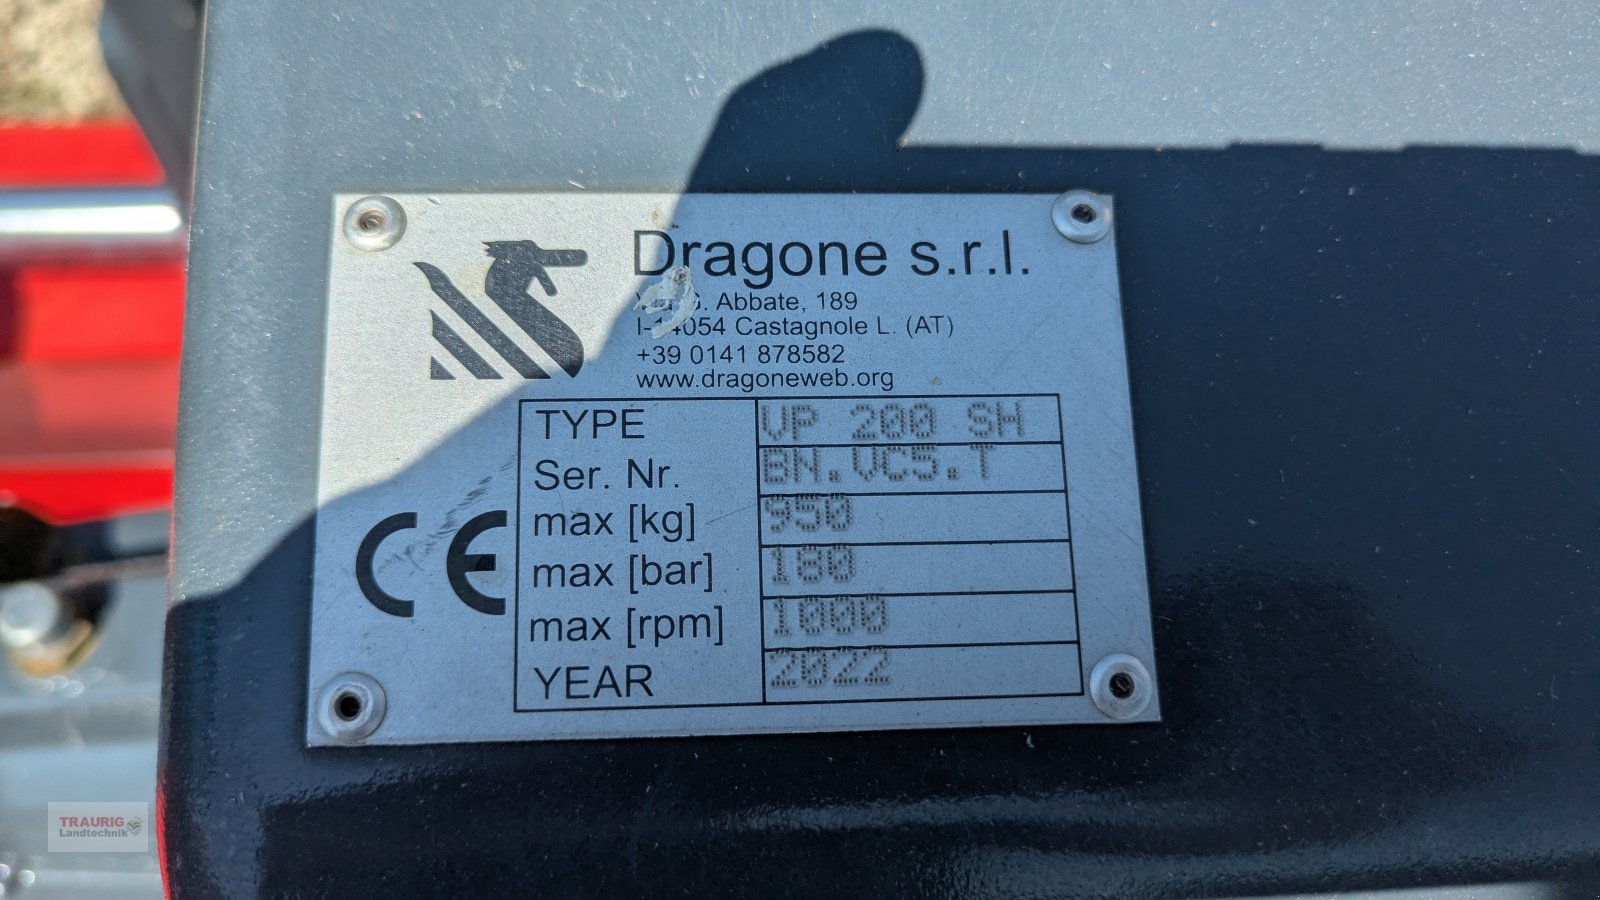 Dragone s.r.l.
Abbate, 189
I-14054 Castagnole L. (AT)
+39 0141 878582
www.dragoneweb.org
TYPE VP 200 SH
Ser. Nr. BN.VC5.T
max [kg] 950
max [bar] 180
max [rpm] 1000
YEAR 2022
CE
TRAURIG
Landtechnik